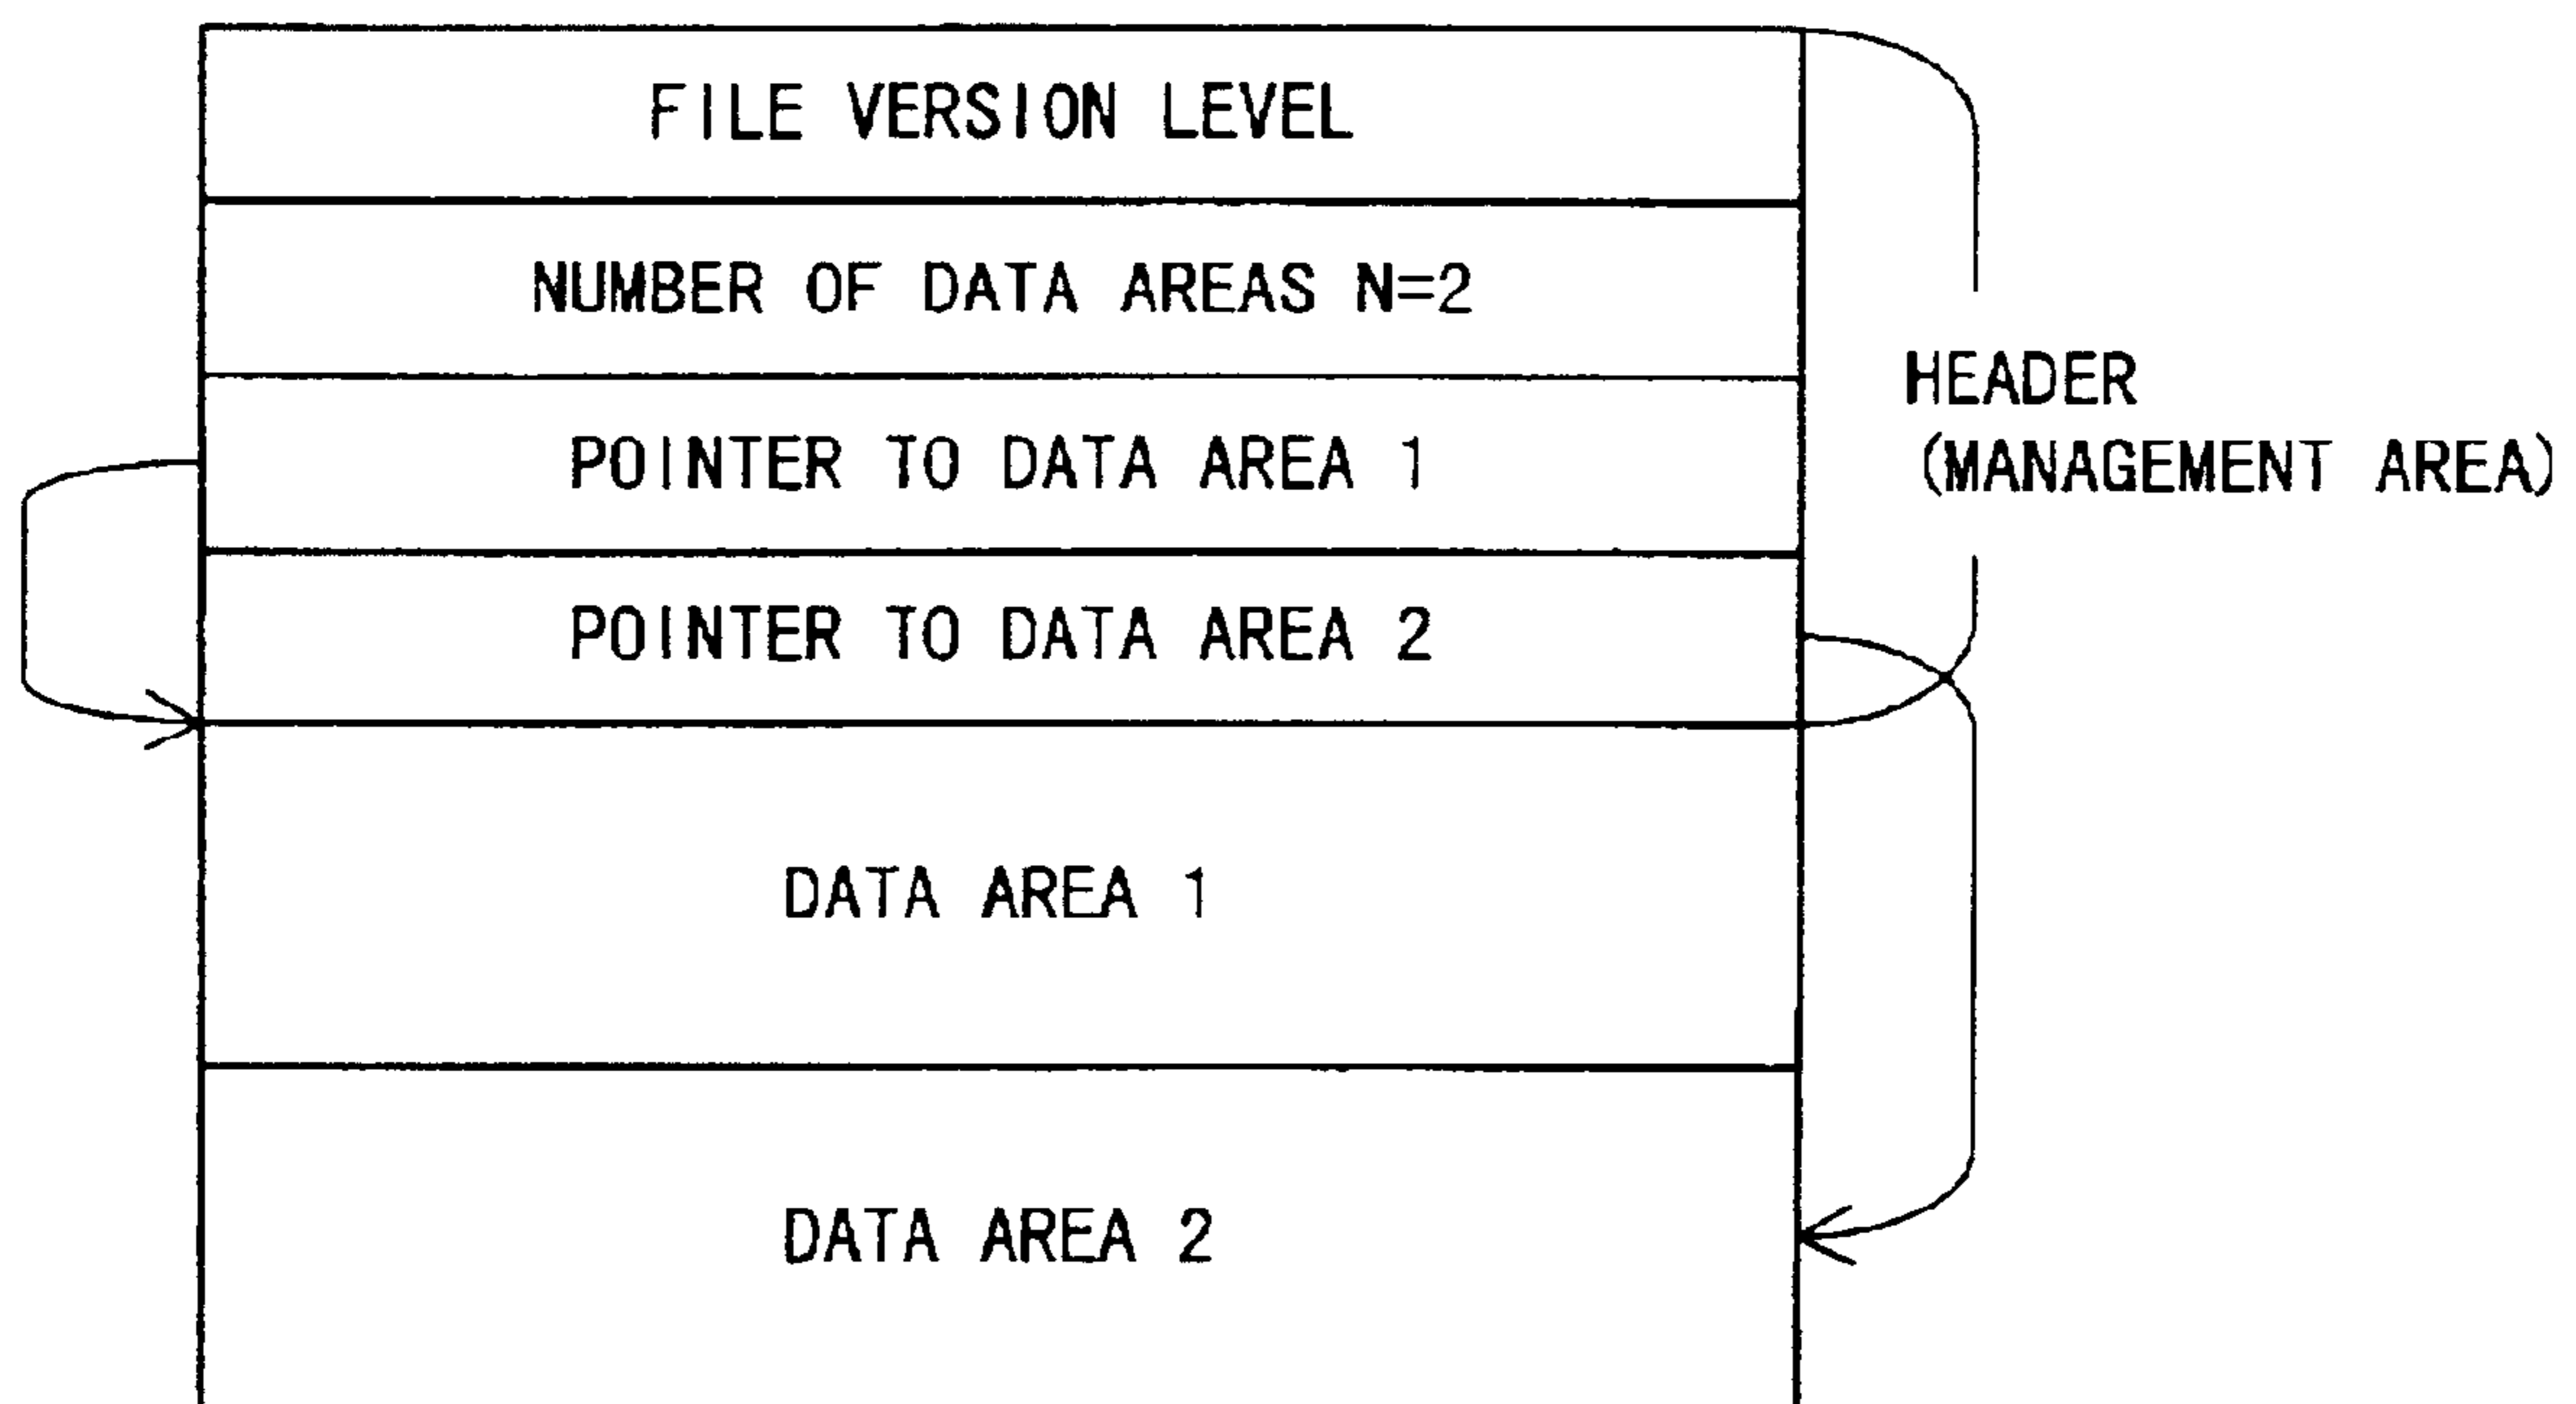 FILE VERSION LEVEL
NUMBER OF DATA AREAS N=2
HEADER
POINTER TO DATA AREA 1
(MANAGEMENT AREA)
POINTER TO DATA AREA 2
DATA AREA 1
DATA AREA 2